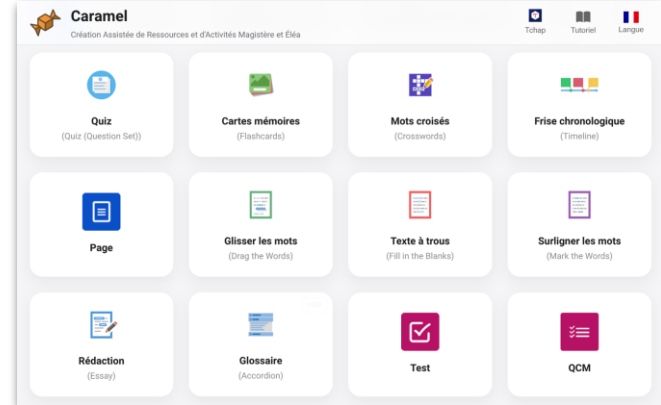 Caramel
Création Assistée de Ressources et d'Activités Magistère et Éléa
Tchap
Tutoriel
Langue
Quiz
(Quiz (Question Set))
Cartes mémoires
(Flashcards)
Mots croisés
(Crosswords)
Frise chronologique
(Timeline)
Page
Glisser les mots
(Drag the Words)
Texte à trous
(Fill in the Blanks)
Surligner les mots
(Mark the Words)
Rédaction
(Essay)
Glossaire
(Accordion)
Test
QCM